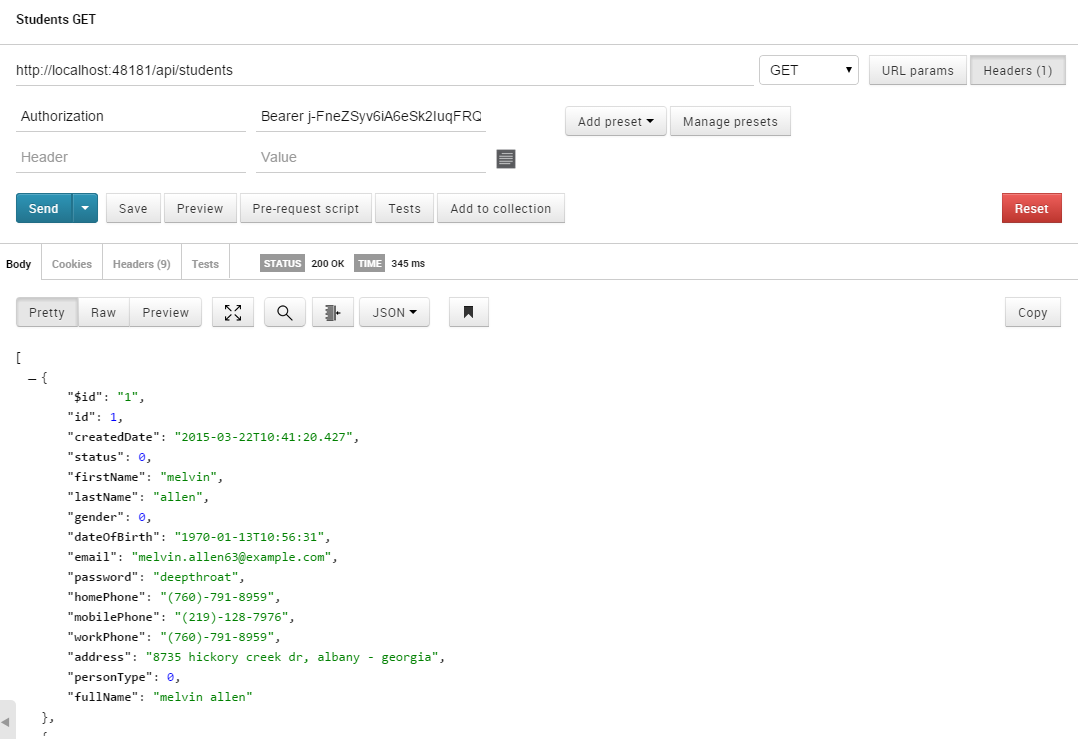 Students GET
http://localhost:48181/api/students GET URL params Headers (1)
Authorization Bearer j-FneZSyv6iA6eSk2IuqFRQ Add preset Manage presets
Header Value
Send Save Preview Pre-request script Tests Add to collection Reset
Body Cookies Headers (9) Tests STATUS 200 OK TIME 345 ms
Pretty Raw Preview JSON Copy
[
{
"$id": "1",
"id": 1,
"createdDate": "2015-03-22T10:41:20.427",
"status": 0,
"firstName": "melvin",
"lastName": "allen",
"gender": 0,
"dateOfBirth": "1970-01-13T10:56:31",
"email": "melvin.allen63@example.com",
"password": "deepthroat",
"homePhone": "(760)-791-8959",
"mobilePhone": "(219)-128-7976",
"workPhone": "(760)-791-8959",
"address": "8735 hickory creek dr, albany - georgia",
"personType": 0,
"fullName": "melvin allen"
},